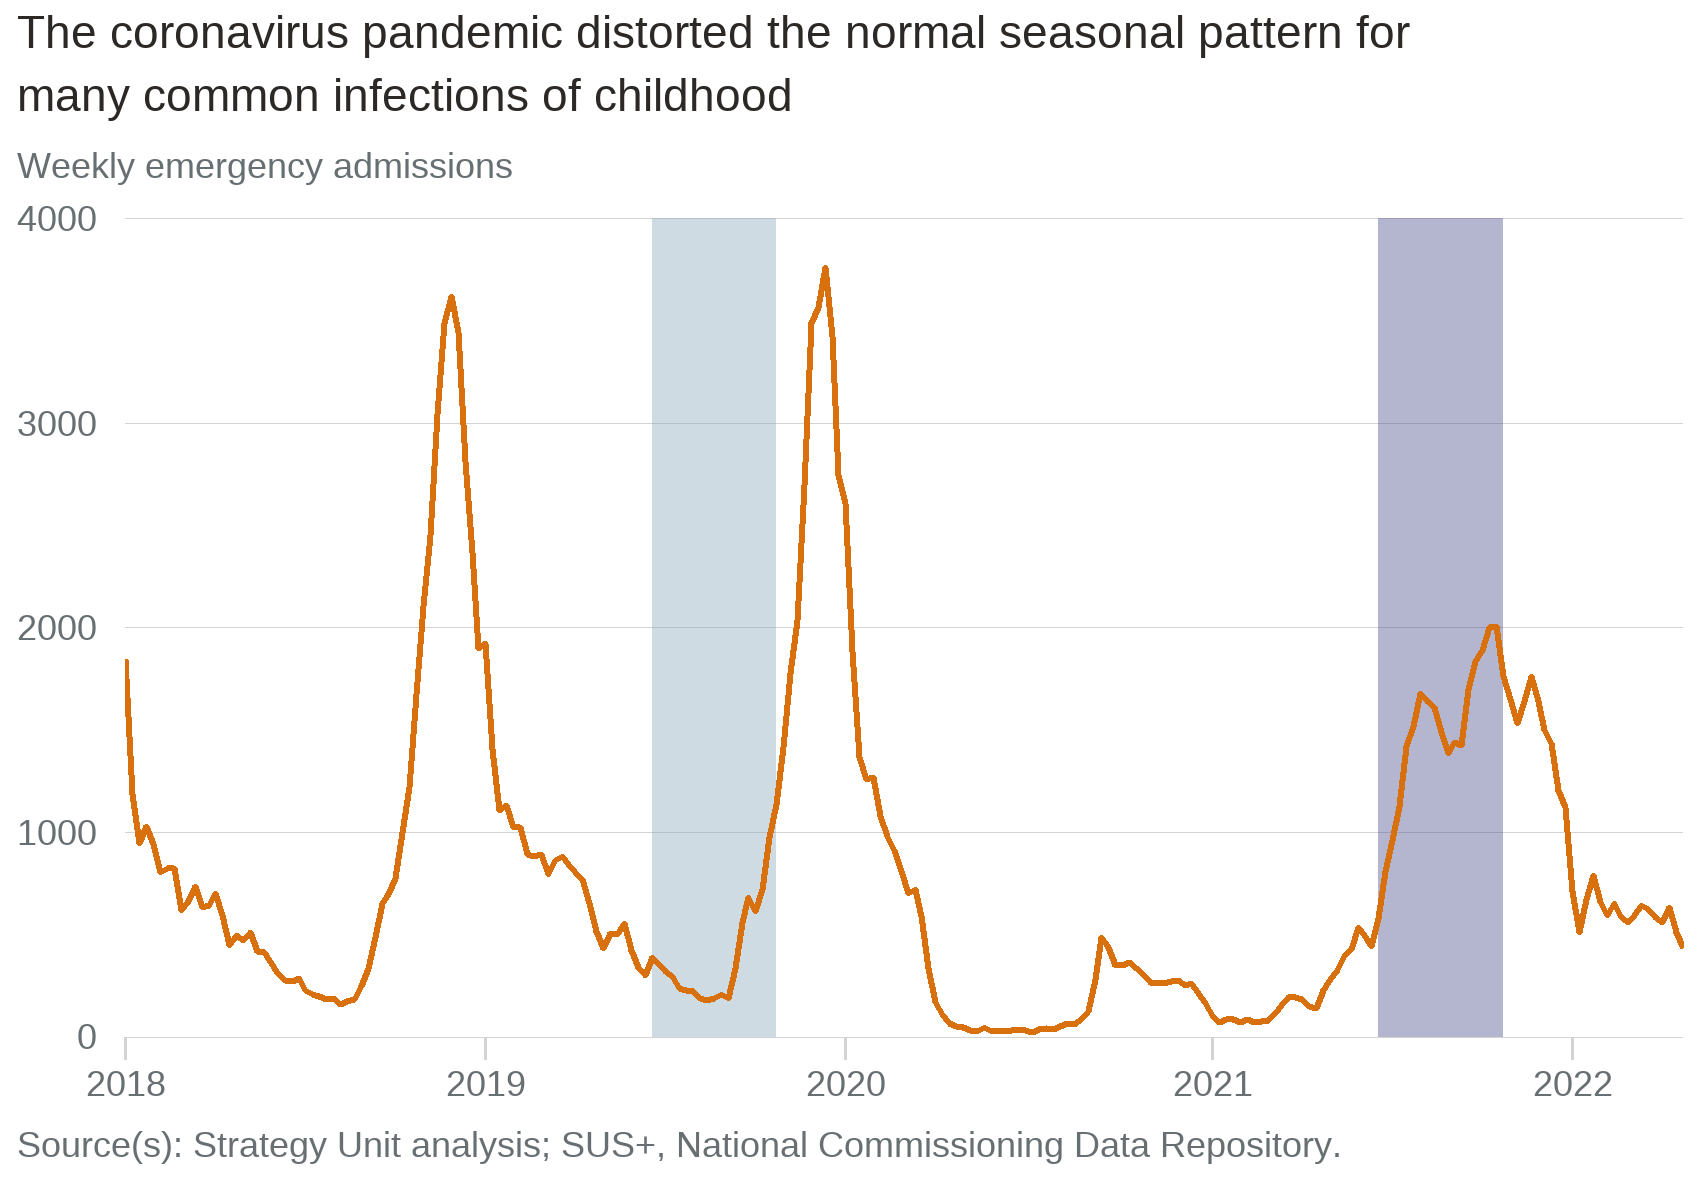 The coronavirus pandemic distorted the normal seasonal pattern for
many common infections of childhood
Weekly emergency admissions
4000
3000
2000
1000
0
2018 2019 2020 2021 2022
Source(s): Strategy Unit analysis; SUS+, National Commissioning Data Repository.